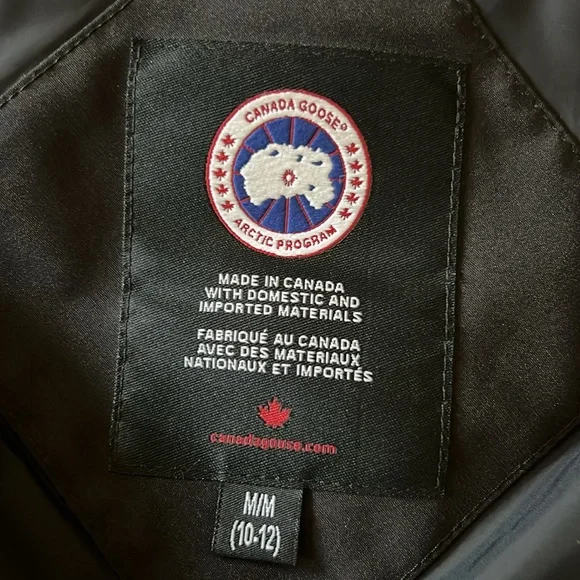 CANADA GOOSE®
ARCTIC PROGRAM
MADE IN CANADA
WITH DOMESTIC AND
IMPORTED MATERIALS
FABRIQUÉ AU CANADA
AVEC DES MATERIAUX
NATIONAUX ET IMPORTÉS
canadagoose.com
M/M
(10-12)